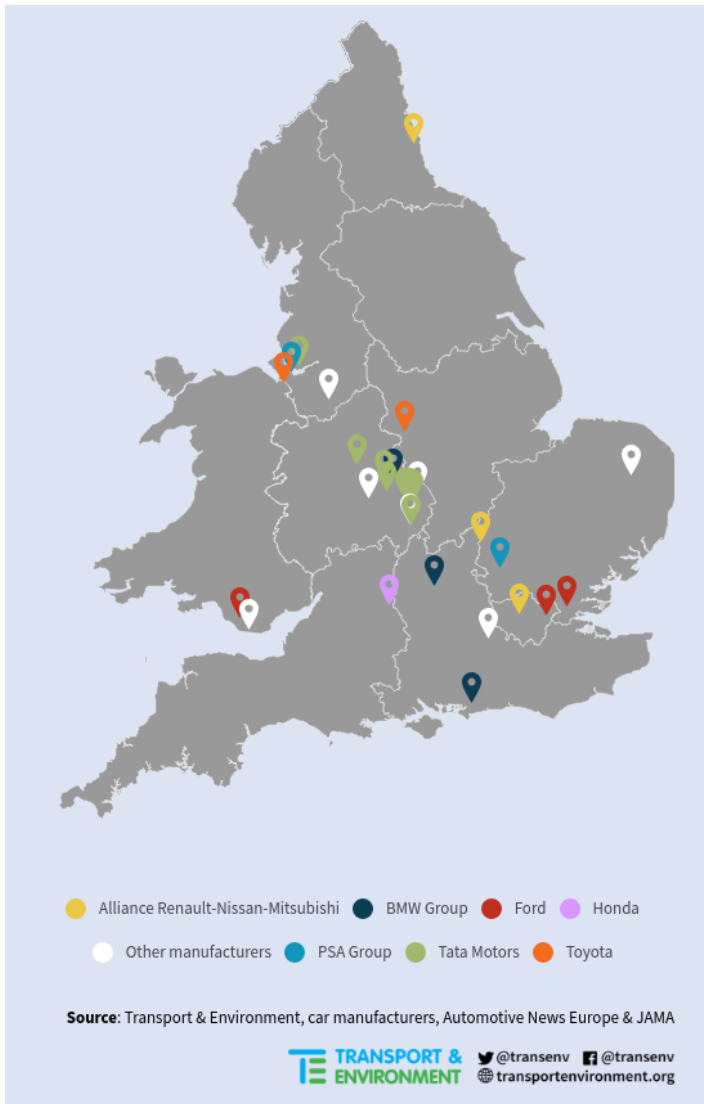 Alliance Renault-Nissan-Mitsubishi BMW Group Ford Honda
Other manufacturers PSA Group Tata Motors Toyota
Source: Transport & Environment, car manufacturers, Automotive News Europe & JAMA
TE TRANSPORT & ENVIRONMENT
@transenv @transenv
transportenvironment.org